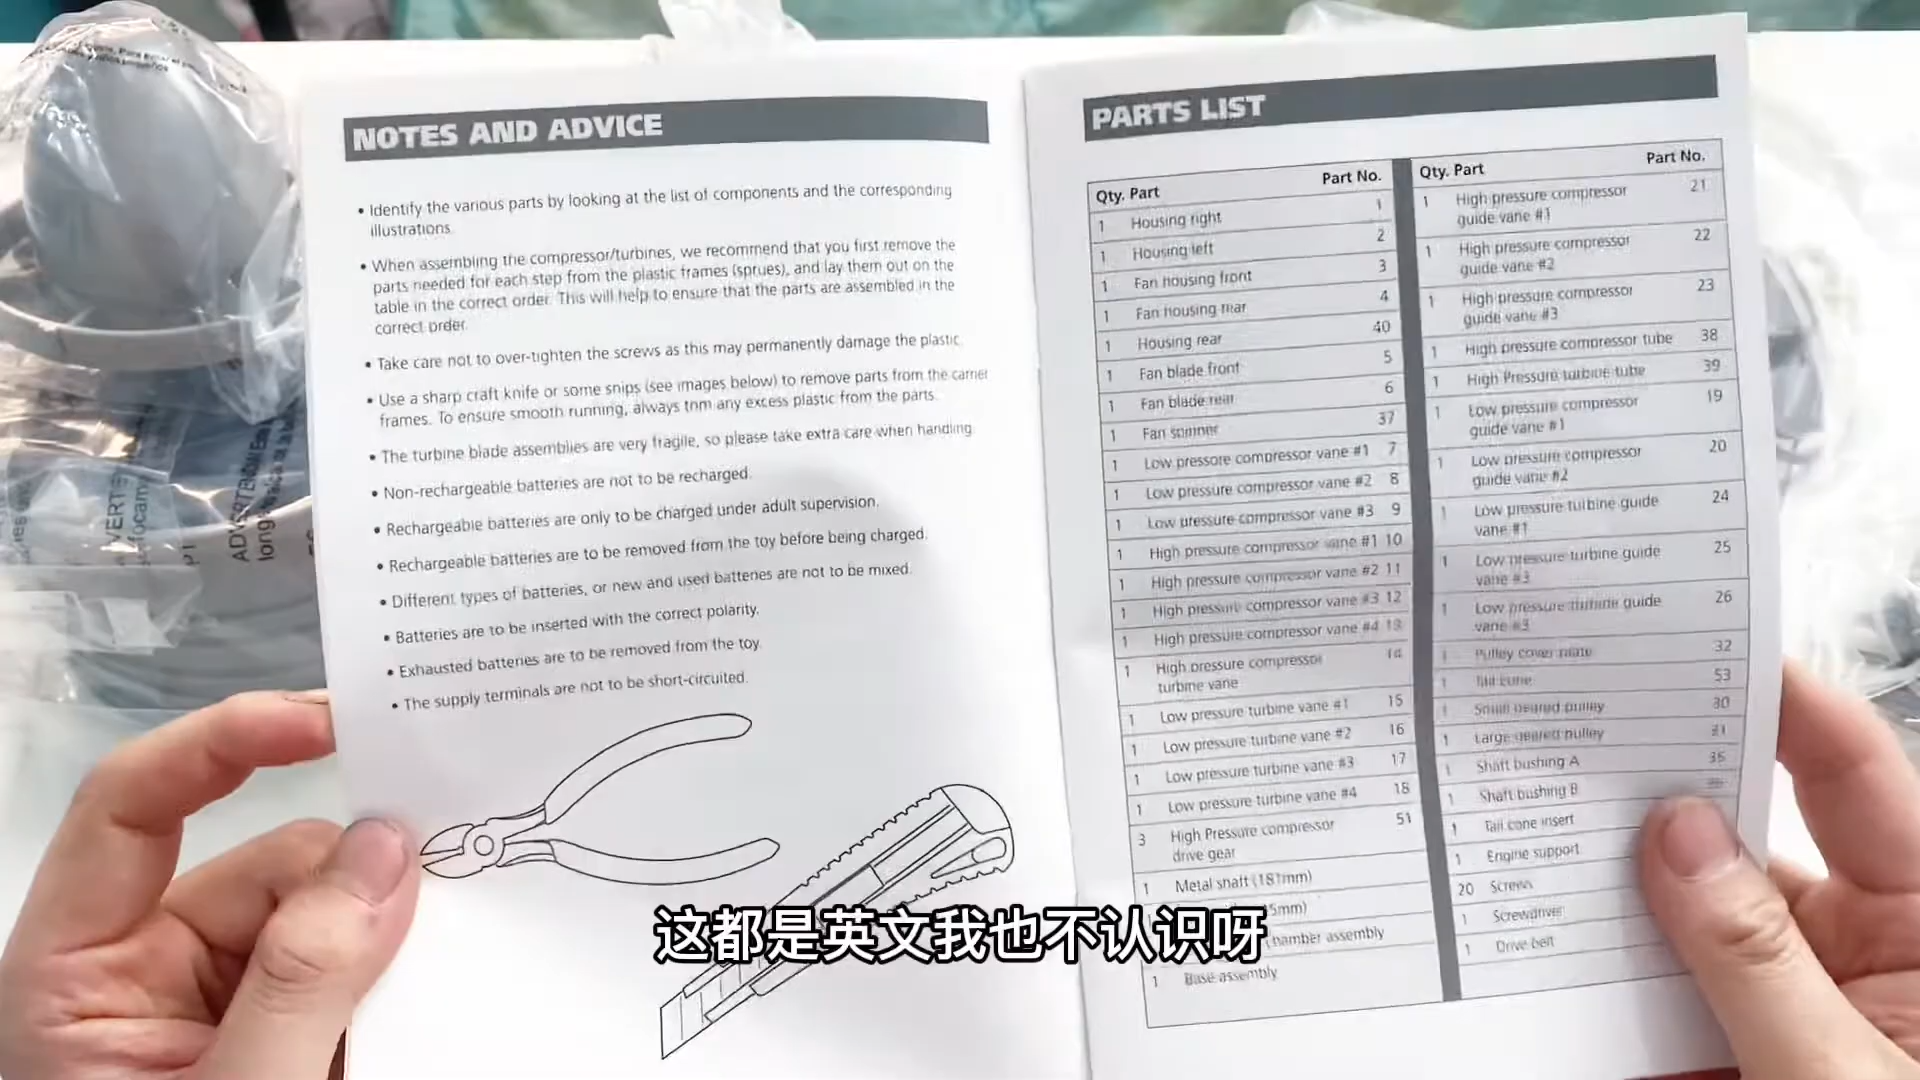 NOTES AND ADVICE
• Identify the various parts by looking at the list of components and the corresponding
illustrations.
• When assembling the compressor/turbines, we recommend that you first remove the
parts needed for each step from the plastic frames (sprues), and lay them out on the
table in the correct order. This will help to ensure that the parts are assembled in the
correct order.
• Take care not to over-tighten the screws as this may permanently damage the plastic.
• Use a sharp craft knife or some snips (see images below) to remove parts from the carrier
frames. To ensure smooth running, always trim any excess plastic from the parts.
• The turbine blade assemblies are very fragile, so please take extra care when handling.
• Non-rechargeable batteries are not to be recharged.
• Rechargeable batteries are only to be charged under adult supervision.
• Rechargeable batteries are to be removed from the toy before being charged.
• Different types of batteries, or new and used batteries are not to be mixed.
• Batteries are to be inserted with the correct polarity.
• Exhausted batteries are to be removed from the toy.
• The supply terminals are not to be short-circuited.
PARTS LIST
Qty. Part Part No.
1 Housing right 1
1 Housing left 2
1 Fan housing front 3
1 Fan housing rear 4
1 Housing rear 40
1 Fan blade front 5
1 Fan blade rear 6
1 Fan spinner 37
1 Low pressore compressor vane #1 7
1 Low pressure compressor vane #2 8
1 Low pressure compressor vane #3 9
1 High pressure compressor vane #1 10
1 High pressure compressor vane #2 11
1 High pressure compressor vane #3 12
1 High pressure compressor vane #4 13
1 High pressure compressor 14
turbine vane
1 Low pressure turbine vane #1 15
1 Low pressure turbine vane #2 16
1 Low pressure turbine vane #3 17
1 Low pressure turbine vane #4 18
3 High Pressure compressor 51
drive gear
1 Metal shaft (181mm)
5mm)
chamber assembly
1 Base assembly
Qty. Part Part No.
1 High pressure compressor 21
guide vane #1
1 High pressure compressor 22
guide vane #2
1 High pressure compressor 23
guide vane #3
1 High pressure compressor tube 38
1 High Pressure turbine tube 39
1 Low pressure compressor 19
guide vane #1
1 Low pressure compressor 20
guide vane #2
1 Low pressure turbine guide 24
vane #1
1 Low pressure turbine guide 25
vane #3
1 Low pressure turbine guide 26
vane #3
1 Pulley cover plate 32
1 Tail cone 53
1 Small geared pulley 30
1 Large geared pulley 31
1 Shaft bushing A 35
1 Shaft bushing B
1 Tail cone insert
1 Engine support
20 Screws
1 Screwdriver
1 Drive belt
这都是英文我也不认识呀